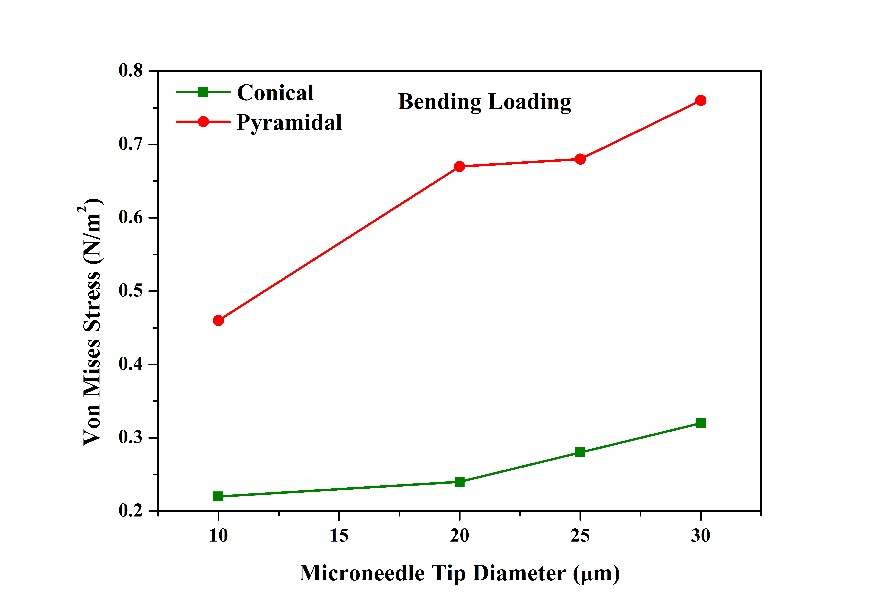 Conical
Pyramidal
Bending Loading
0.8
0.7
0.6
0.5
0.4
0.3
0.2
Von Mises Stress (N/m²)
10 15 20 25 30
Microneedle Tip Diameter (μm)